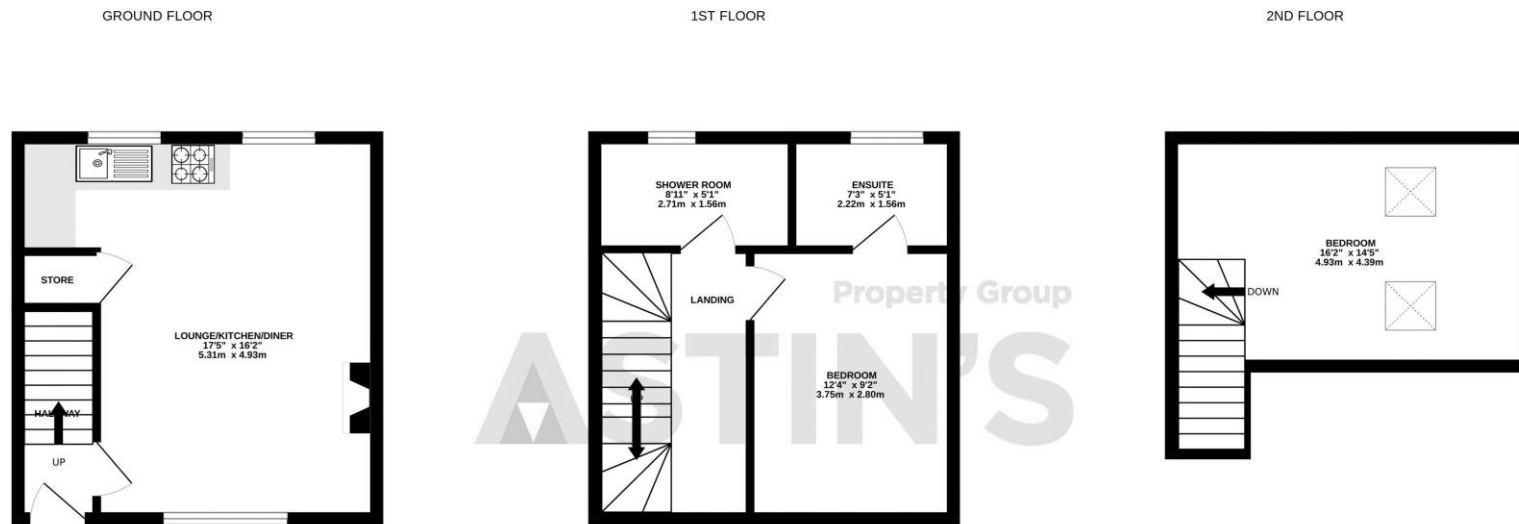 GROUND FLOOR
1ST FLOOR
2ND FLOOR
STORE
LOUNGE/KITCHEN/DINER
17'5" x 16'2"
5.31m x 4.93m
HALLWAY
UP
SHOWER ROOM
8'11" x 5'1"
2.71m x 1.56m
ENSUITE
7'3" x 5'1"
2.22m x 1.56m
LANDING
BEDROOM
12'4" x 9'2"
3.75m x 2.80m
Property Group
ASTIN'S
BEDROOM
16'2" x 14'5"
4.93m x 4.39m
DOWN